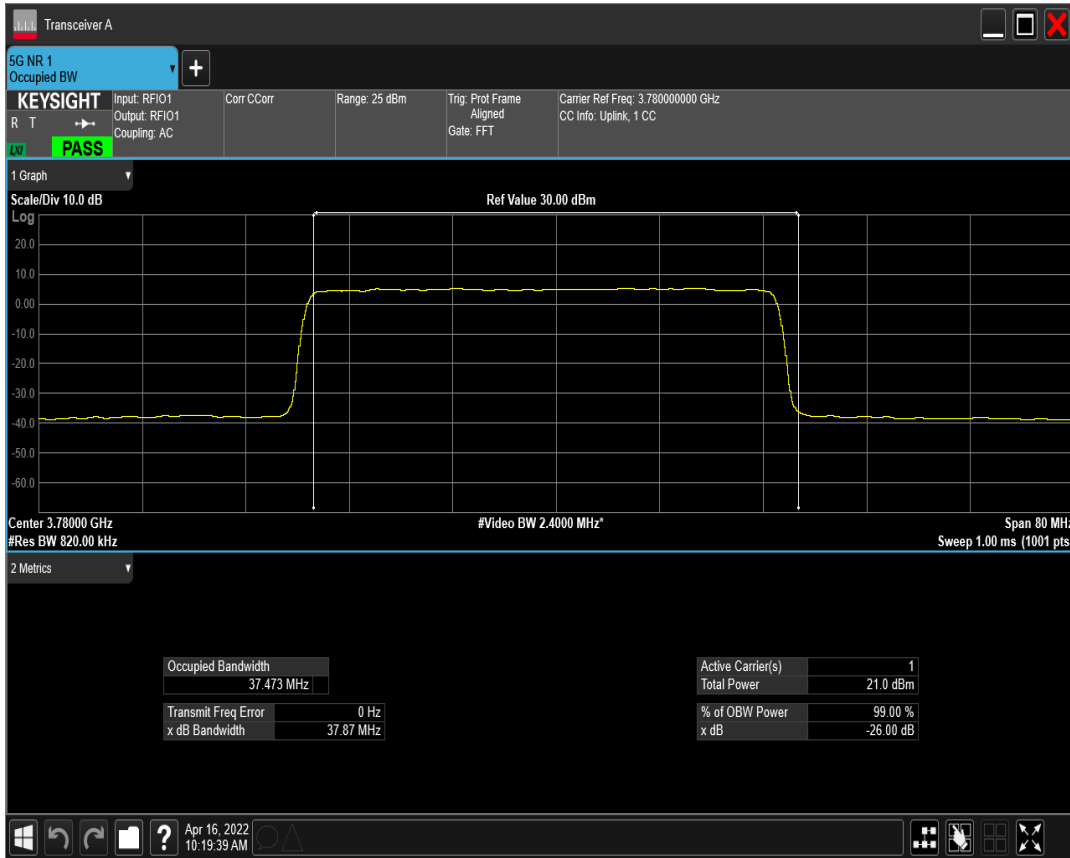 Transceiver A
5G NR 1
Occupied BW
KEYSIGHT
R T
LXI
PASS
Input: RFIO1
Output: RFIO1
Coupling: AC
Corr CCorr
Range: 25 dBm
Trig: Prot Frame
Aligned
Gate: FFT
Carrier Ref Freq: 3.780000000 GHz
CC Info: Uplink, 1 CC
1 Graph
Scale/Div 10.0 dB
Ref Value 30.00 dBm
Log
20.0
10.0
0.00
-10.0
-20.0
-30.0
-40.0
-50.0
-60.0
Center 3.78000 GHz
#Video BW 2.4000 MHz*
Span 80 MHz
#Res BW 820.00 kHz
Sweep 1.00 ms (1001 pts
2 Metrics
Occupied Bandwidth
37.473 MHz
Transmit Freq Error 0 Hz
x dB Bandwidth 37.87 MHz
Active Carrier(s) 1
Total Power 21.0 dBm
% of OBW Power 99.00 %
x dB -26.00 dB
?
Apr 16, 2022
10:19:39 AM